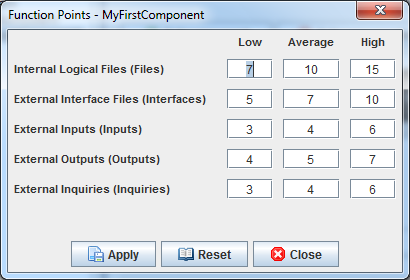 Function Points - MyFirstComponent
Low Average High
Internal Logical Files (Files) 7 10 15
External Interface Files (Interfaces) 5 7 10
External Inputs (Inputs) 3 4 6
External Outputs (Outputs) 4 5 7
External Inquiries (Inquiries) 3 4 6
Apply Reset Close